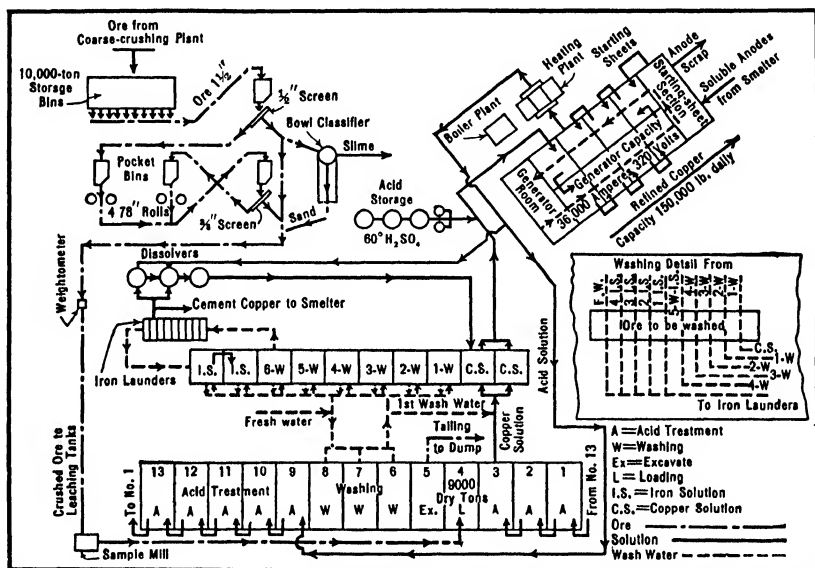 Ore from
Coarse-crushing Plant
10,000-ton
Storage
Bins
Ore 1½"
½" Screen
Bowl Classifier
Slime
Pocket
Bins
4 78" Rolls
⅜" Screen
Sand
Acid
Storage
60° H₂SO₄
Boiler Plant
Heating
Plant
Starting
Sheets
Anode
Scrap
Soluble Anodes
from Smelter
Starting-sheet
Section
Generator Capacity
36,000 Amperes 320 Volts
Generator
Room
Refined Copper
Capacity 150,000 lb. daily
Weightometer
Dissolvers
Cement Copper to Smelter
Iron Launders
I.S.
I.S.
6-W
5-W
4-W
3-W
2-W
1-W
C.S.
C.S.
Fresh water
1st Wash Water
Tailing
to Dump
Copper
Solution
Acid Solution
Washing Detail From
F.W.
4 I.S.
3 I.S.
2 I.S.
1 I.S.
5-W-I.S.
4-W
3-W
2-W
1-W
Ore to be washed
C.S.
1-W
2-W
3-W
4-W
To Iron Launders
Crushed Ore to
Leaching Tanks
To No. 1
13 12 11 10 9 8 7 6 5 4 3 2 1
Acid Treatment
Washing
9000
Dry Tons
A A A A A W W W Ex. L A A A
From No. 13
Sample Mill
A = Acid Treatment
W = Washing
Ex = Excavate
L = Loading
I.S. = Iron Solution
C.S. = Copper Solution
Ore
Solution
Wash Water